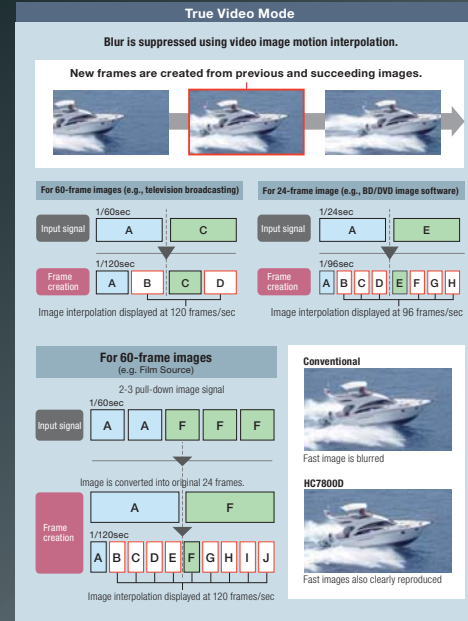 True Video Mode
Blur is suppressed using video image motion interpolation.
New frames are created from previous and succeeding images.
For 60-frame images (e.g., television broadcasting)
1/60sec
Input signal
A C
1/120sec
Frame
creation
A B C D
Image interpolation displayed at 120 frames/sec
For 24-frame image (e.g., BD/DVD image software)
1/24sec
Input signal
A E
1/96sec
Frame
creation
A B C D E F G H
Image interpolation displayed at 96 frames/sec
For 60-frame images
(e.g. Film Source)
2-3 pull-down image signal
1/60sec
Input signal
A A F F F
Image is converted into original 24 frames.
A F
Frame
creation
1/120sec
A B C D E F G H I J
Image interpolation displayed at 120 frames/sec
Conventional
Fast image is blurred
HC7800D
Fast images also clearly reproduced